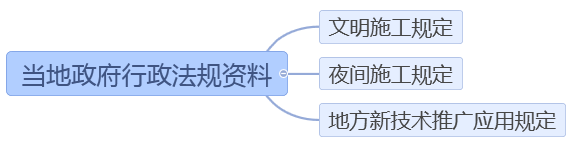 当地政府行政法规资料
文明施工规定
夜间施工规定
地方新技术推广应用规定